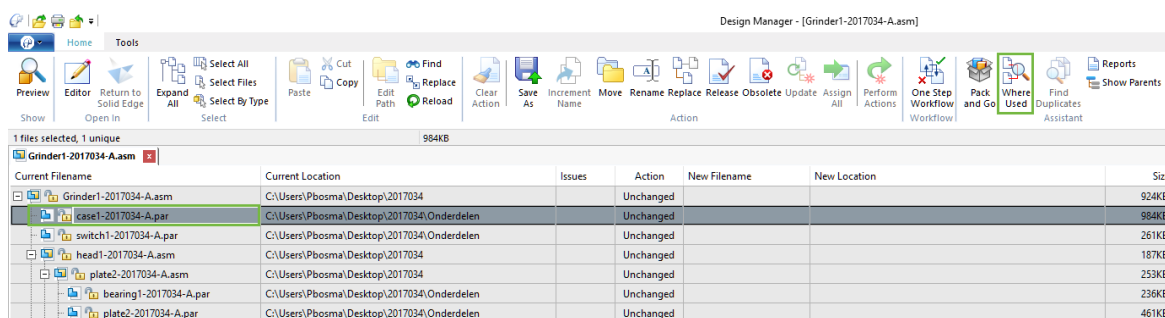 Design Manager - [Grinder1-2017034-A.asm]
Home Tools
Select All Cut Find Reports
Select Files Copy Replace Show Parents
Select By Type Reload
Preview Editor Return to Solid Edge Expand All Paste Edit Path Clear Action Save As Increment Name Move Rename Replace Release Obsolete Update Assign All Perform Actions One Step Workflow Pack and Go Where Used Find Duplicates
Show Open In Select Edit Action Workflow Assistant
1 files selected, 1 unique 984KB
Grinder1-2017034-A.asm x
Current Filename Current Location Issues Action New Filename New Location Siz
Grinder1-2017034-A.asm C:\Users\Pbosma\Desktop\2017034 Unchanged 924KB
case1-2017034-A.par C:\Users\Pbosma\Desktop\2017034\Onderdelen Unchanged 984KB
switch1-2017034-A.par C:\Users\Pbosma\Desktop\2017034\Onderdelen Unchanged 261KB
head1-2017034-A.asm C:\Users\Pbosma\Desktop\2017034 Unchanged 187KB
plate2-2017034-A.asm C:\Users\Pbosma\Desktop\2017034 Unchanged 253KB
bearing1-2017034-A.par C:\Users\Pbosma\Desktop\2017034\Onderdelen Unchanged 236KB
plate2-2017034-A.par C:\Users\Pbosma\Desktop\2017034\Onderdelen Unchanged 461KB